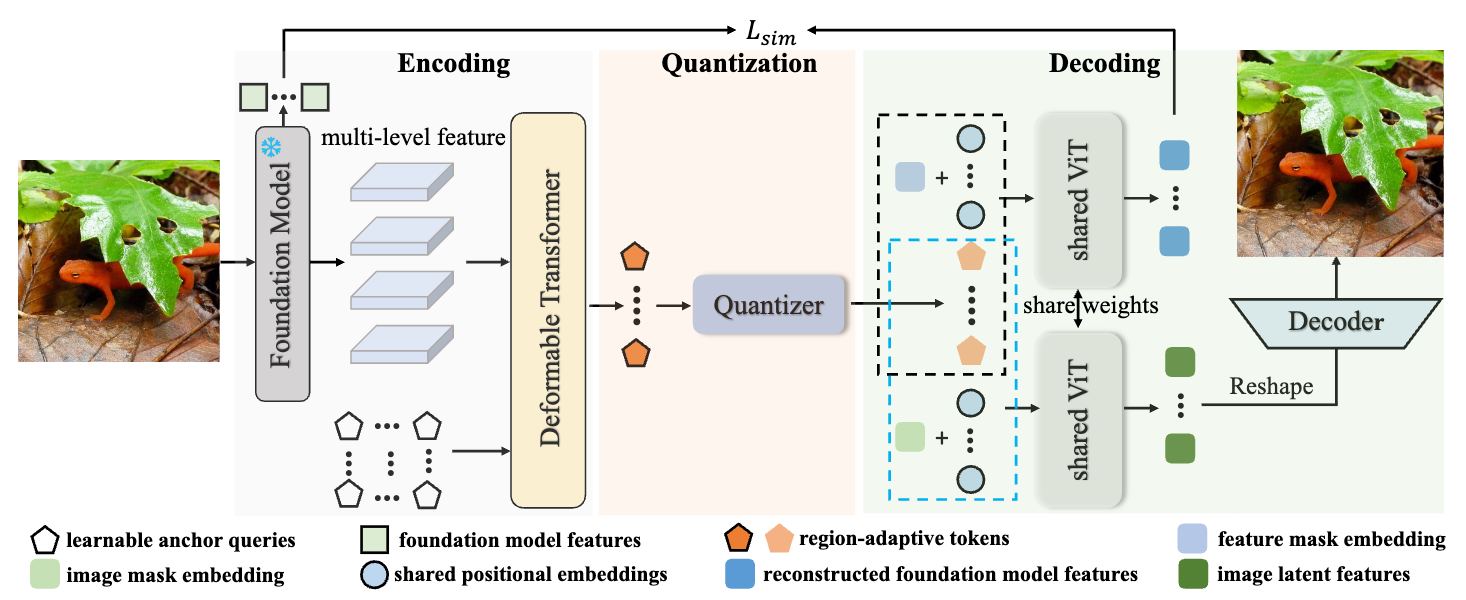 L_sim
Encoding
Quantization
Decoding
Foundation Model
multi-level feature
Deformable Transformer
Quantizer
+
shared ViT
share weights
+
shared ViT
Reshape
Decoder
learnable anchor queries
foundation model features
region-adaptive tokens
feature mask embedding
image mask embedding
shared positional embeddings
reconstructed foundation model features
image latent features